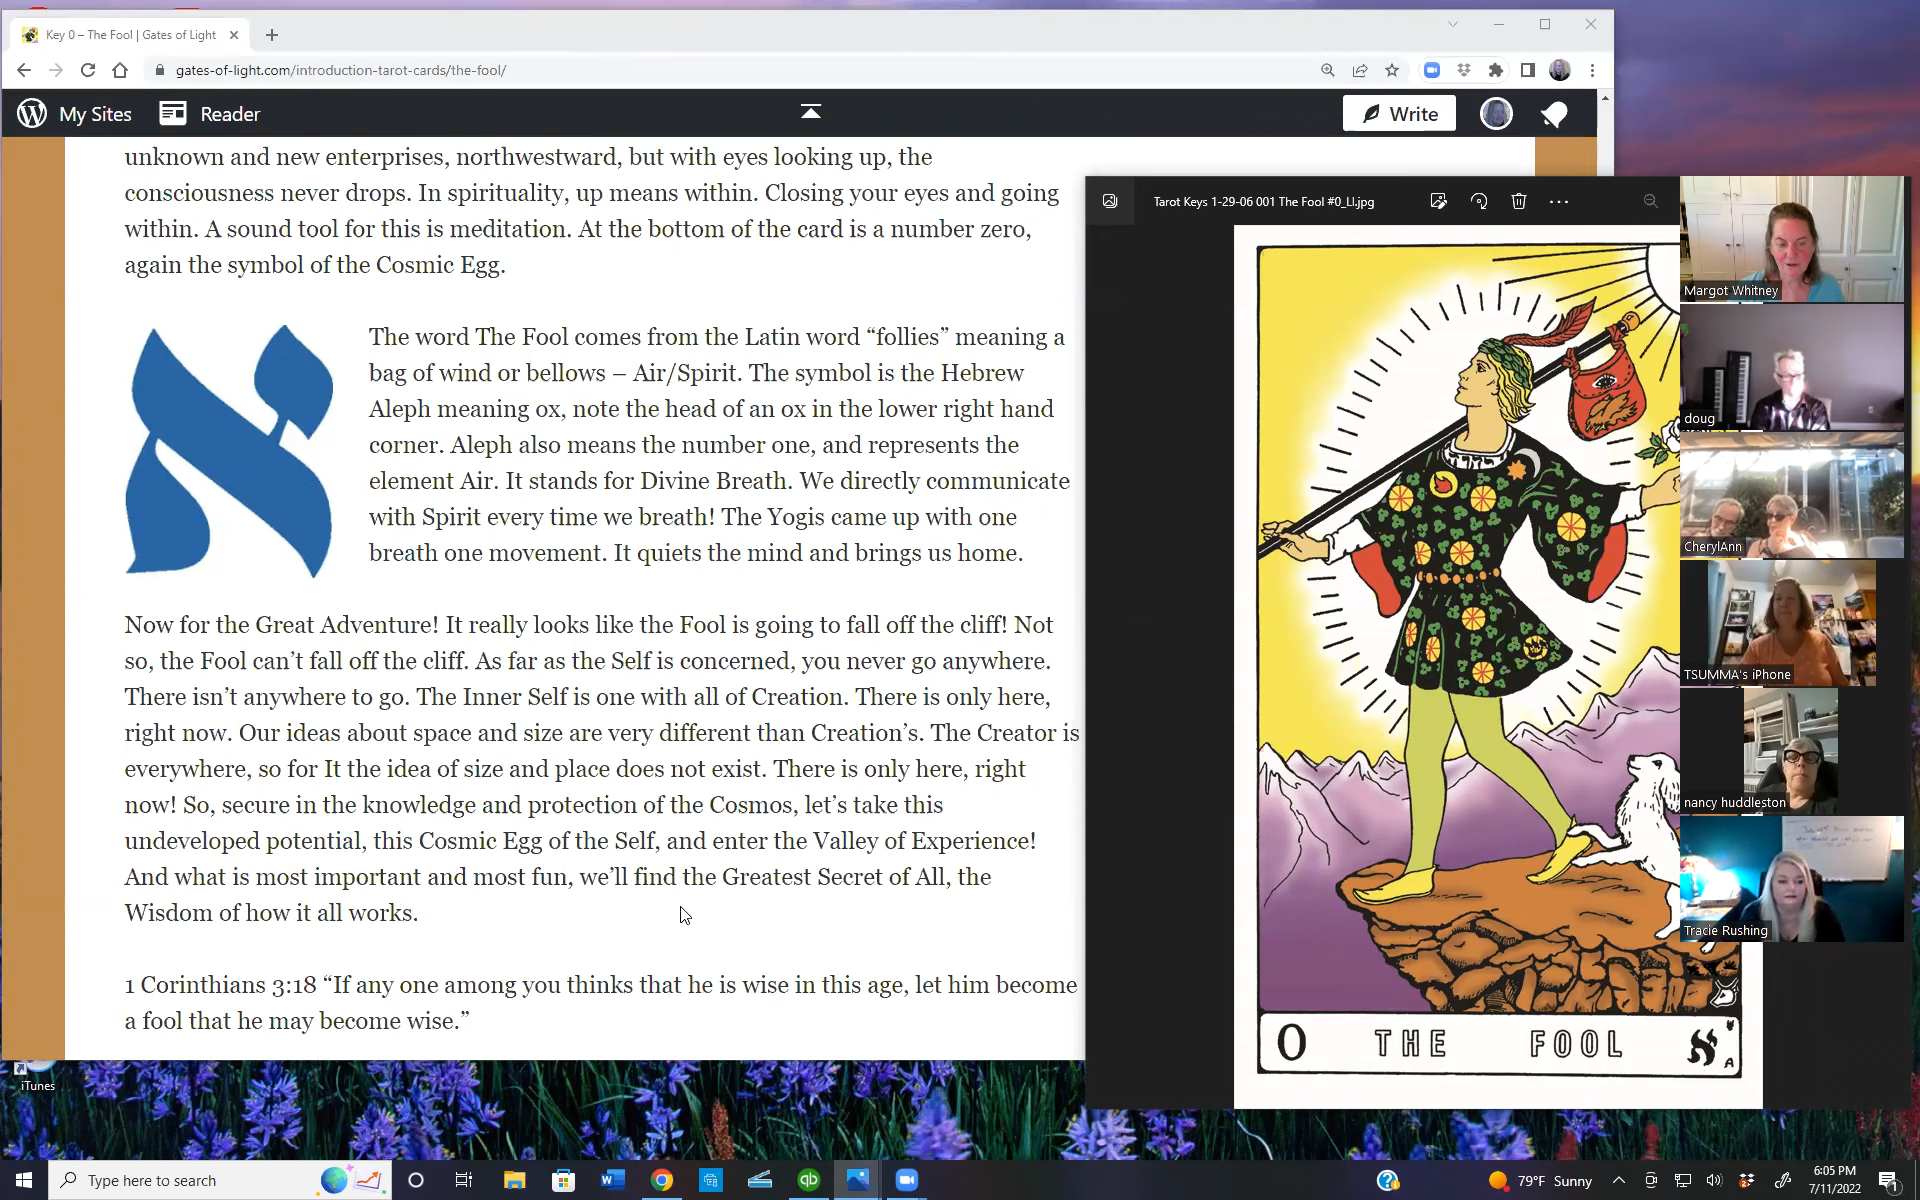 Key 0 – The Fool | Gates of Light
gates-of-light.com/introduction-tarot-cards/the-fool/
My Sites
Reader
Write
unknown and new enterprises, northwestward, but with eyes looking up, the
consciousness never drops. In spirituality, up means within. Closing your eyes and going
within. A sound tool for this is meditation. At the bottom of the card is a number zero,
again the symbol of the Cosmic Egg.
א
The word The Fool comes from the Latin word “follies” meaning a
bag of wind or bellows – Air/Spirit. The symbol is the Hebrew
Aleph meaning ox, note the head of an ox in the lower right hand
corner. Aleph also means the number one, and represents the
element Air. It stands for Divine Breath. We directly communicate
with Spirit every time we breath! The Yogis came up with one
breath one movement. It quiets the mind and brings us home.
Now for the Great Adventure! It really looks like the Fool is going to fall off the cliff! Not
so, the Fool can’t fall off the cliff. As far as the Self is concerned, you never go anywhere.
There isn’t anywhere to go. The Inner Self is one with all of Creation. There is only here,
right now. Our ideas about space and size are very different than Creation’s. The Creator is
everywhere, so for It the idea of size and place does not exist. There is only here, right
now! So, secure in the knowledge and protection of the Cosmos, let’s take this
undeveloped potential, this Cosmic Egg of the Self, and enter the Valley of Experience!
And what is most important and most fun, we’ll find the Greatest Secret of All, the
Wisdom of how it all works.
1 Corinthians 3:18 “If any one among you thinks that he is wise in this age, let him become
a fool that he may become wise.”
Tarot Keys 1-29-06 001 The Fool #0_LI.jpg
0 THE FOOL א
A
Margot Whitney
doug
CherylAnn
TSUMMA's iPhone
nancy huddleston
Tracie Rushing
iTunes
Type here to search
79°F Sunny
6:05 PM
7/11/2022
1